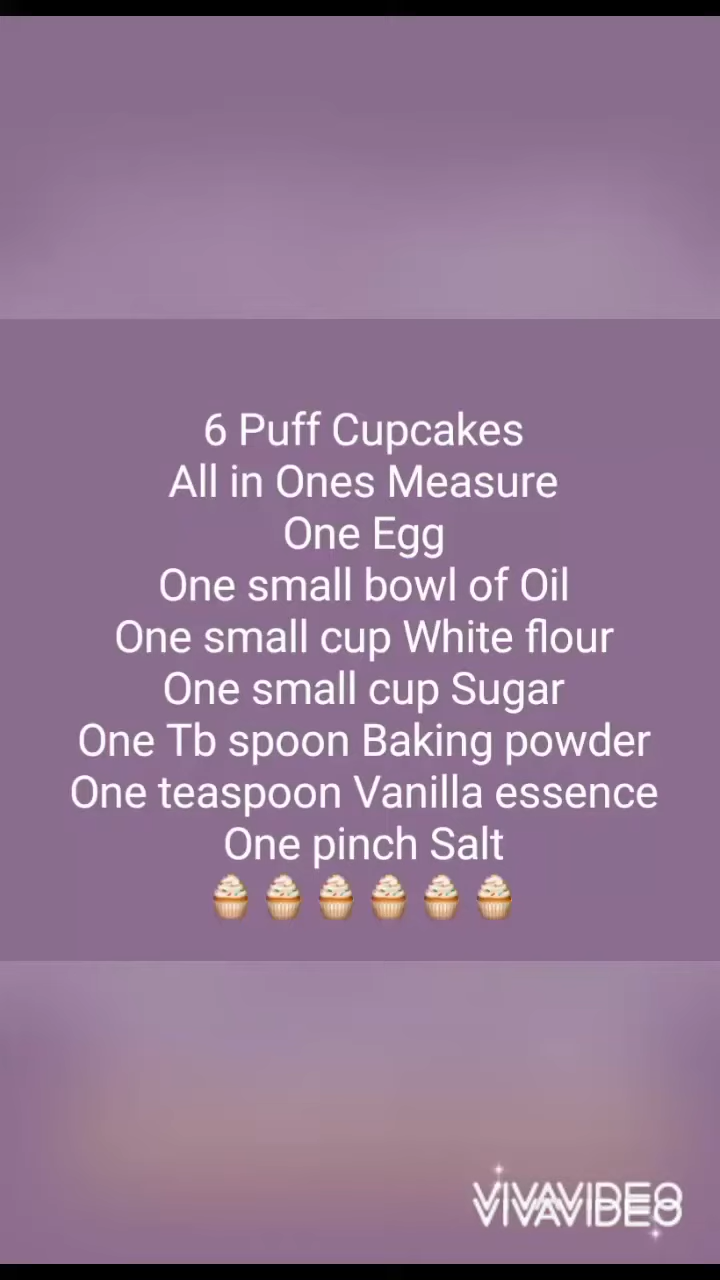 6 Puff Cupcakes
All in Ones Measure
One Egg
One small bowl of Oil
One small cup White flour
One small cup Sugar
One Tb spoon Baking powder
One teaspoon Vanilla essence
One pinch Salt
🧁 🧁 🧁 🧁 🧁 🧁
VIVAVIDEO
VIVAVIDEO